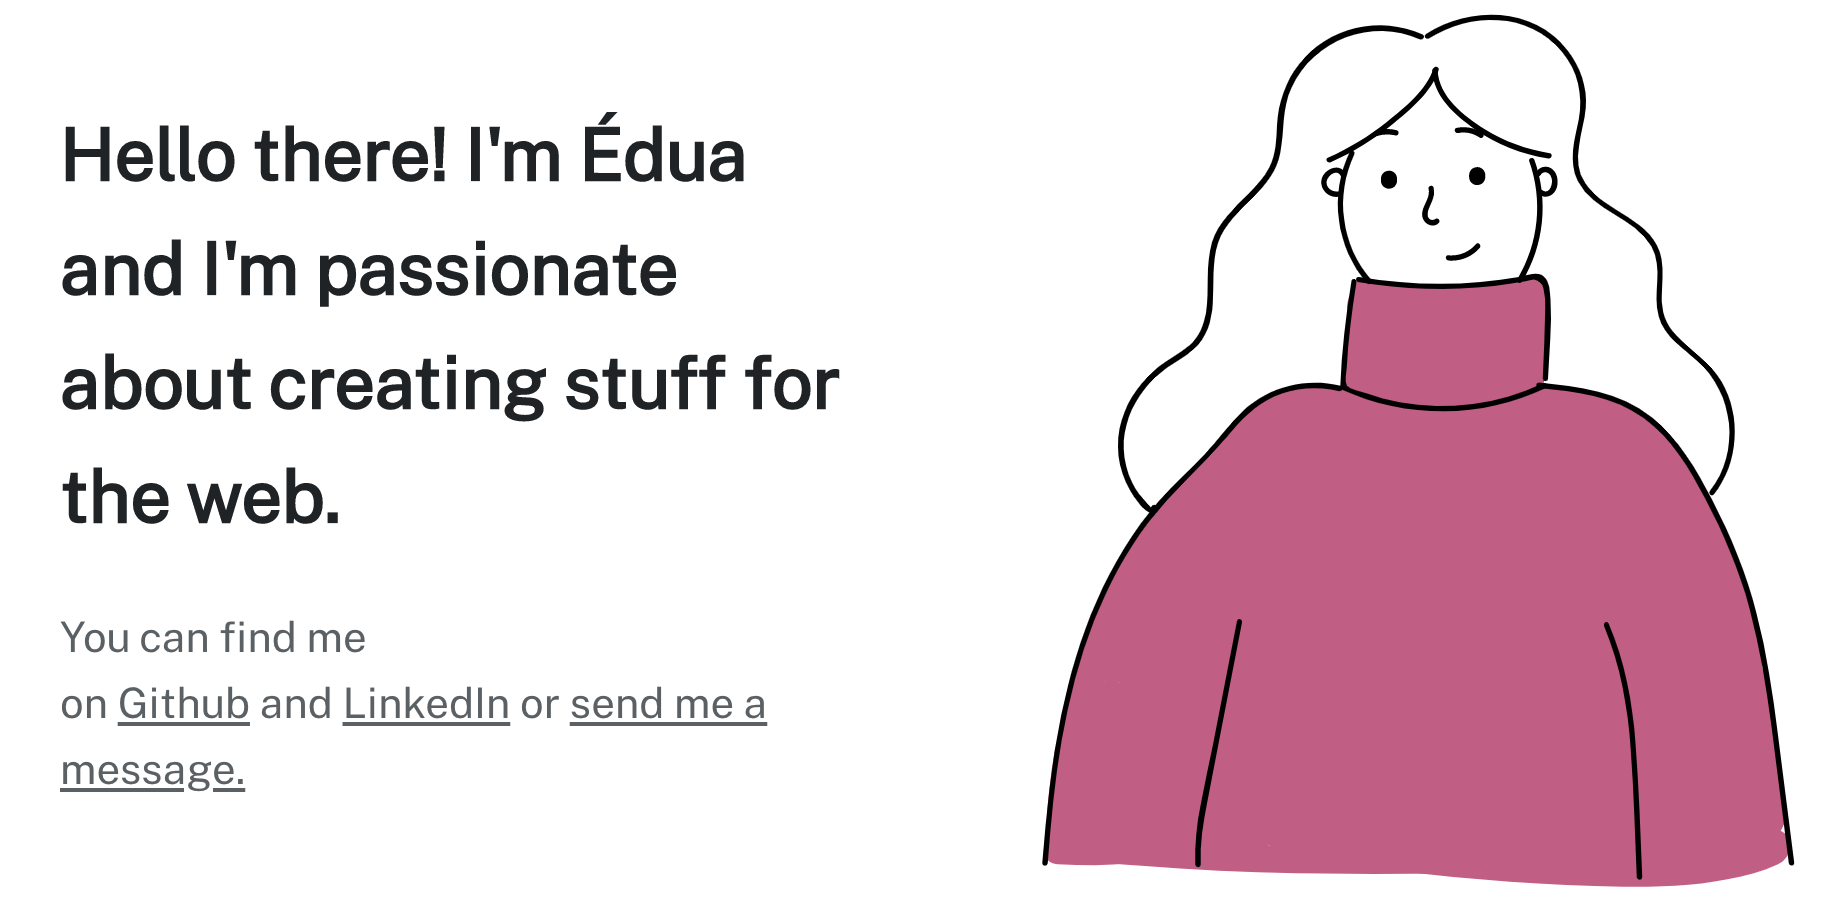 Hello there! I'm Édua
and I'm passionate
about creating stuff for
the web.
You can find me
on Github and LinkedIn or send me a
message.